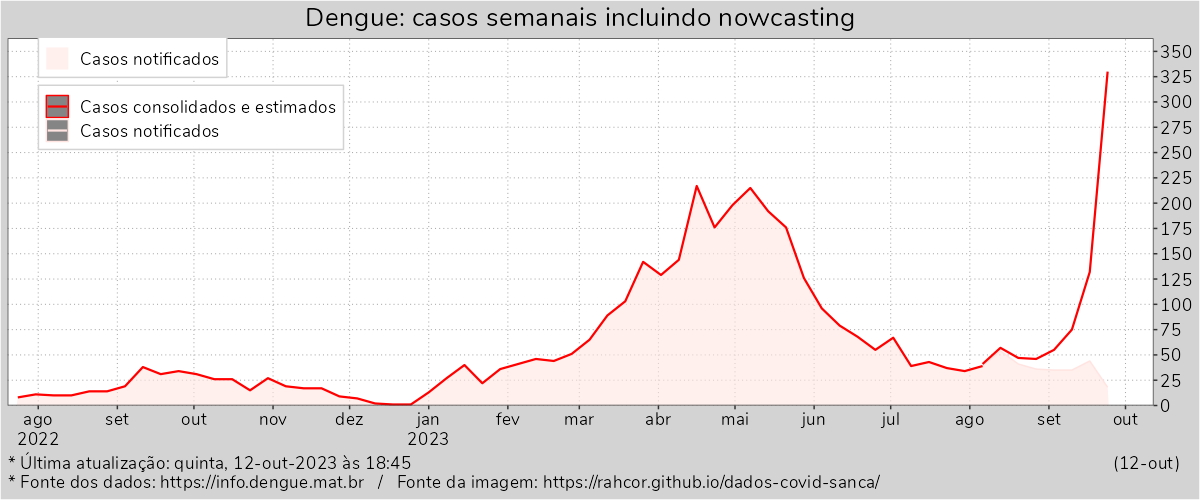 Dengue: casos semanais incluindo nowcasting
Casos notificados
Casos consolidados e estimados
Casos notificados
350
325
300
275
250
225
200
175
150
125
100
75
50
25
0
ago set out nov dez jan fev mar abr mai jun jul ago set out
2022 2023
* Última atualização: quinta, 12-out-2023 às 18:45 (12-out)
* Fonte dos dados: https://info.dengue.mat.br / Fonte da imagem: https://rahcor.github.io/dados-covid-sanca/